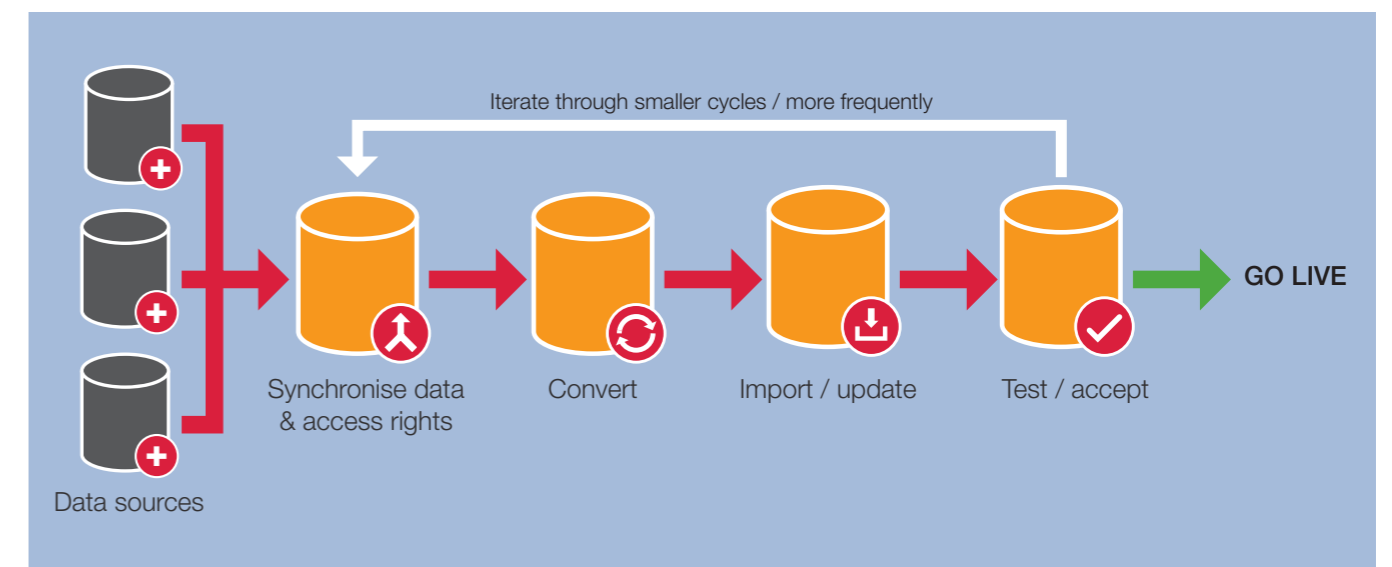 Iterate through smaller cycles / more frequently
GO LIVE
Synchronise data
& access rights
Convert
Import / update
Test / accept
Data sources